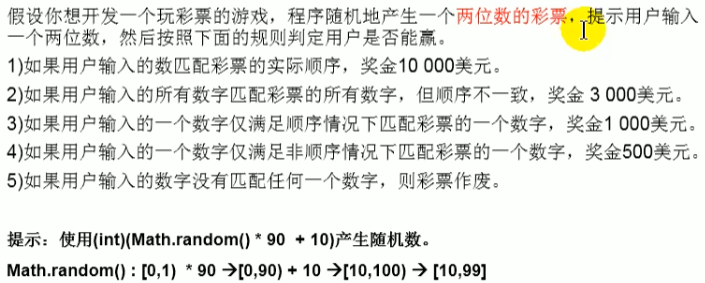 假设你想开发一个玩彩票的游戏，程序随机地产生一个两位数的彩票，提示用户输入
一个两位数，然后按照下面的规则判定用户是否能赢。
1)如果用户输入的数匹配彩票的实际顺序，奖金10 000美元。
2)如果用户输入的所有数字匹配彩票的所有数字，但顺序不一致，奖金 3 000美元。
3)如果用户输入的一个数字仅满足顺序情况下匹配彩票的一个数字，奖金1 000美元。
4)如果用户输入的一个数字仅满足非顺序情况下匹配彩票的一个数字，奖金500美元。
5)如果用户输入的数字没有匹配任何一个数字，则彩票作废。
提示：使用(int)(Math.random() * 90 + 10)产生随机数。
Math.random() : [0,1) * 90 →[0,90) + 10 →[10,100) → [10,99]